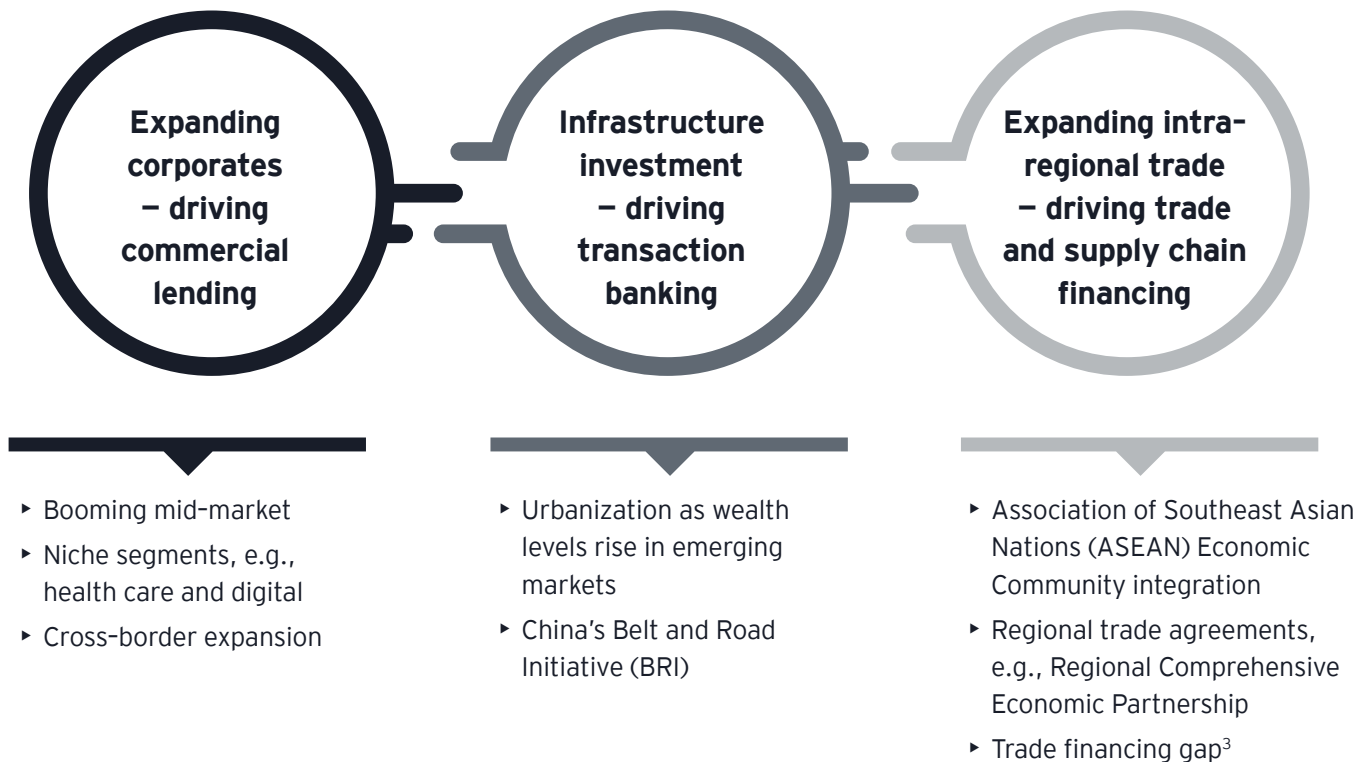 Expanding
corporates
– driving
commercial
lending
Infrastructure
investment
– driving
transaction
banking
Expanding intra-
regional trade
– driving trade
and supply chain
financing
‣ Booming mid-market
‣ Niche segments, e.g.,
health care and digital
‣ Cross-border expansion
‣ Urbanization as wealth
levels rise in emerging
markets
‣ China’s Belt and Road
Initiative (BRI)
‣ Association of Southeast Asian
Nations (ASEAN) Economic
Community integration
‣ Regional trade agreements,
e.g., Regional Comprehensive
Economic Partnership
‣ Trade financing gap³